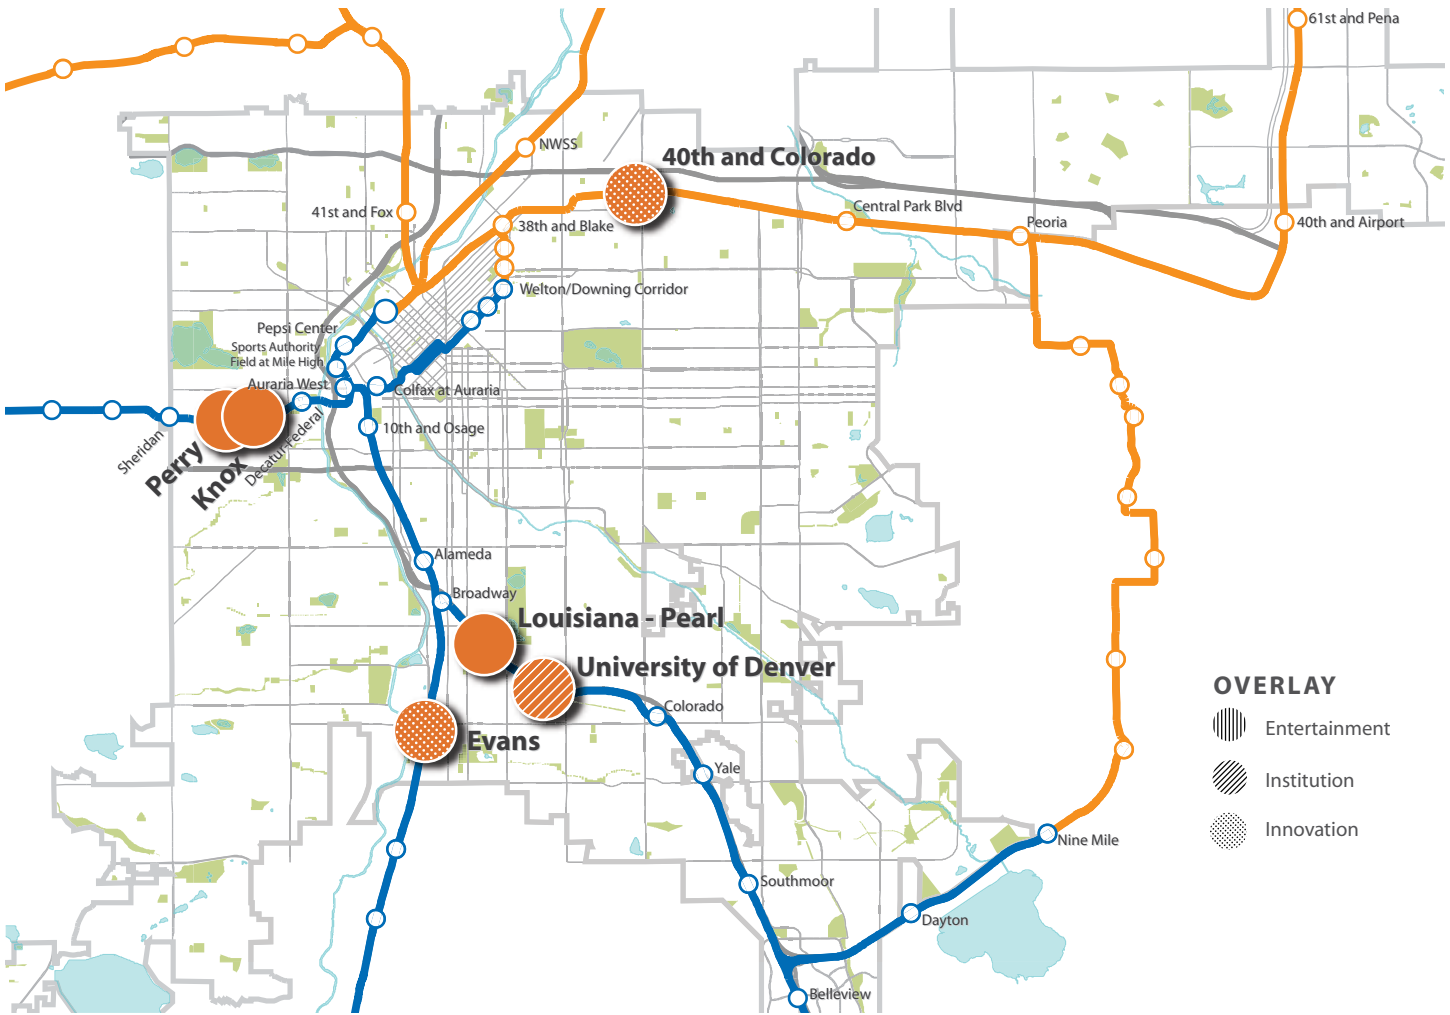 61st and Pena
NWSS
40th and Colorado
41st and Fox
38th and Blake
Central Park Blvd
Peoria
40th and Airport
Welton/Downing Corridor
Pepsi Center
Sports Authority
Field at Mile High
Auraria West
Colfax at Auraria
10th and Osage
Sheridan
Perry
Knox
Decatur-Federal
Alameda
Broadway
Louisiana - Pearl
University of Denver
Colorado
Evans
Yale
OVERLAY
Entertainment
Institution
Innovation
Nine Mile
Southmoor
Dayton
Belleview